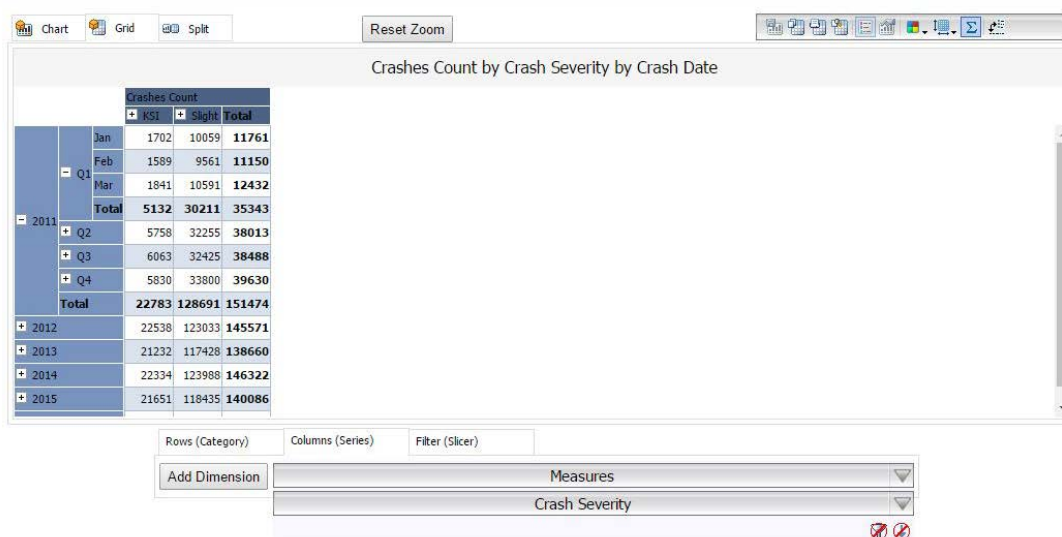 Chart Grid Split Reset Zoom
Crashes Count by Crash Severity by Crash Date
Crashes Count
KSI Slight Total
Jan 1702 10059 11761
Feb 1589 9561 11150
Q1
Mar 1841 10591 12432
Total 5132 30211 35343
2011
Q2 5758 32255 38013
Q3 6063 32425 38488
Q4 5830 33800 39630
Total 22783 128691 151474
2012 22538 123033 145571
2013 21232 117428 138660
2014 22334 123988 146322
2015 21651 118435 140086
Rows (Category) Columns (Series) Filter (Slicer)
Add Dimension Measures
Crash Severity